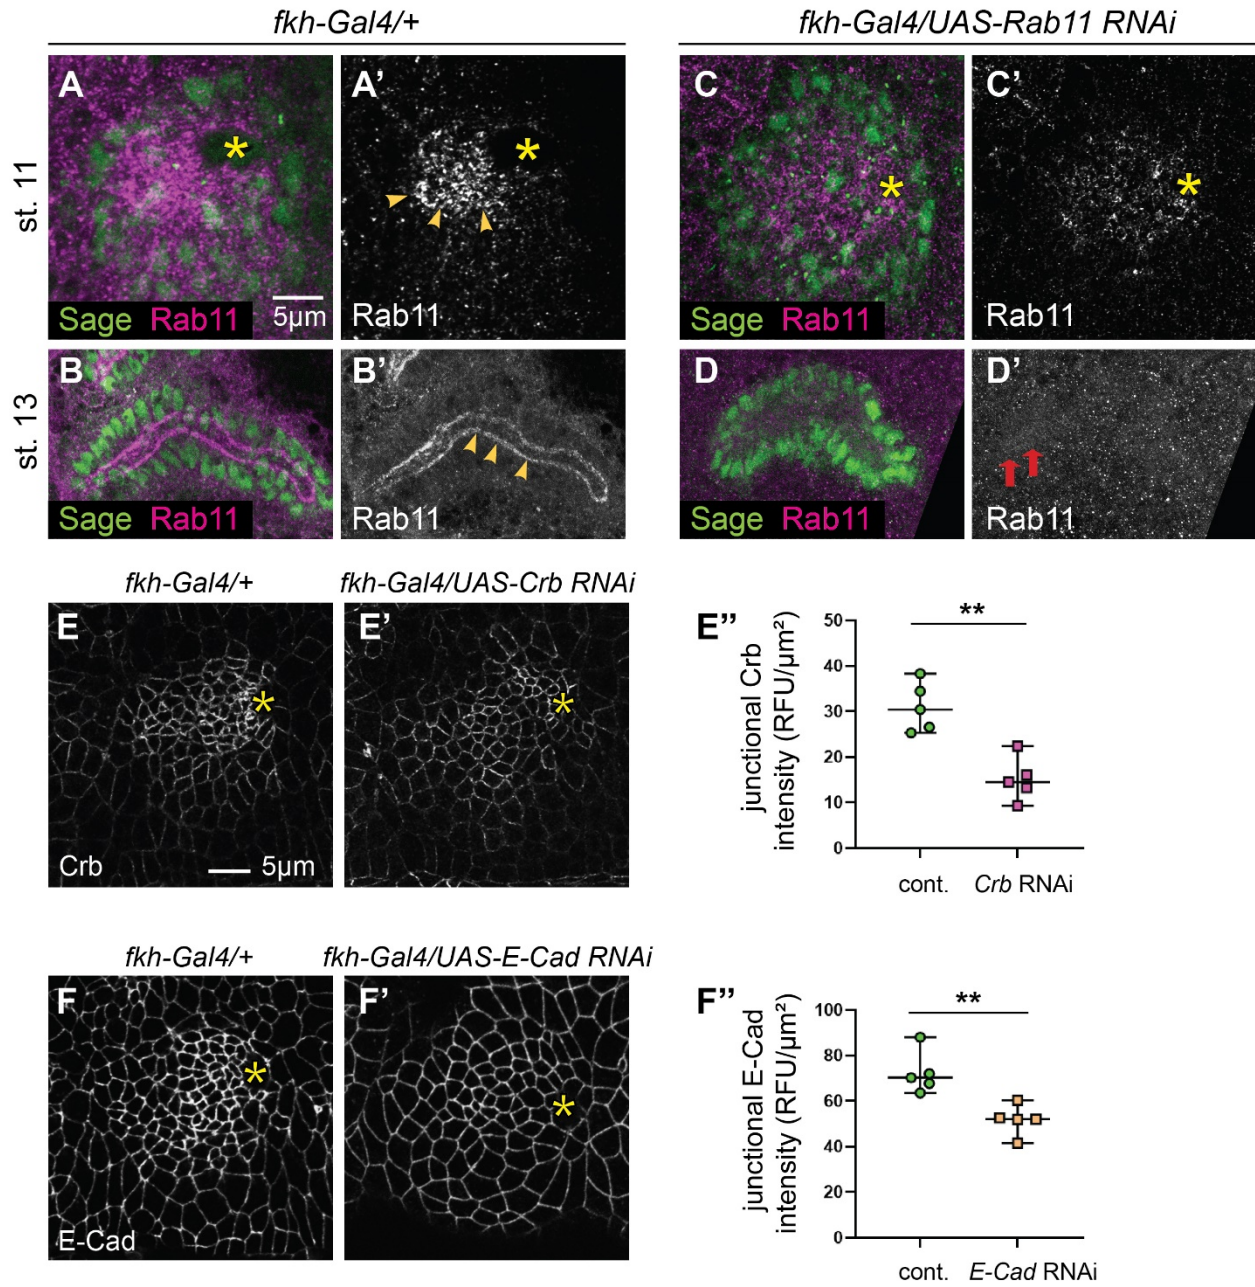 fkh-Gal4/+
fkh-Gal4/UAS-Rab11 RNAi
st. 11
A
5µm
Sage Rab11
A'
*
Rab11
C
*
Sage Rab11
C'
*
Rab11
st. 13
B
Sage Rab11
B'
Rab11
D
Sage Rab11
D'
Rab11
fkh-Gal4/+
fkh-Gal4/UAS-Crb RNAi
E
*
Crb
5µm
E'
*
E''
**
junctional Crb
intensity (RFU/µm²)
50
40
30
20
10
0
cont.
Crb RNAi
fkh-Gal4/+
fkh-Gal4/UAS-E-Cad RNAi
F
*
E-Cad
F'
*
F''
**
junctional E-Cad
intensity (RFU/µm²)
100
80
60
40
20
0
cont.
E-Cad RNAi